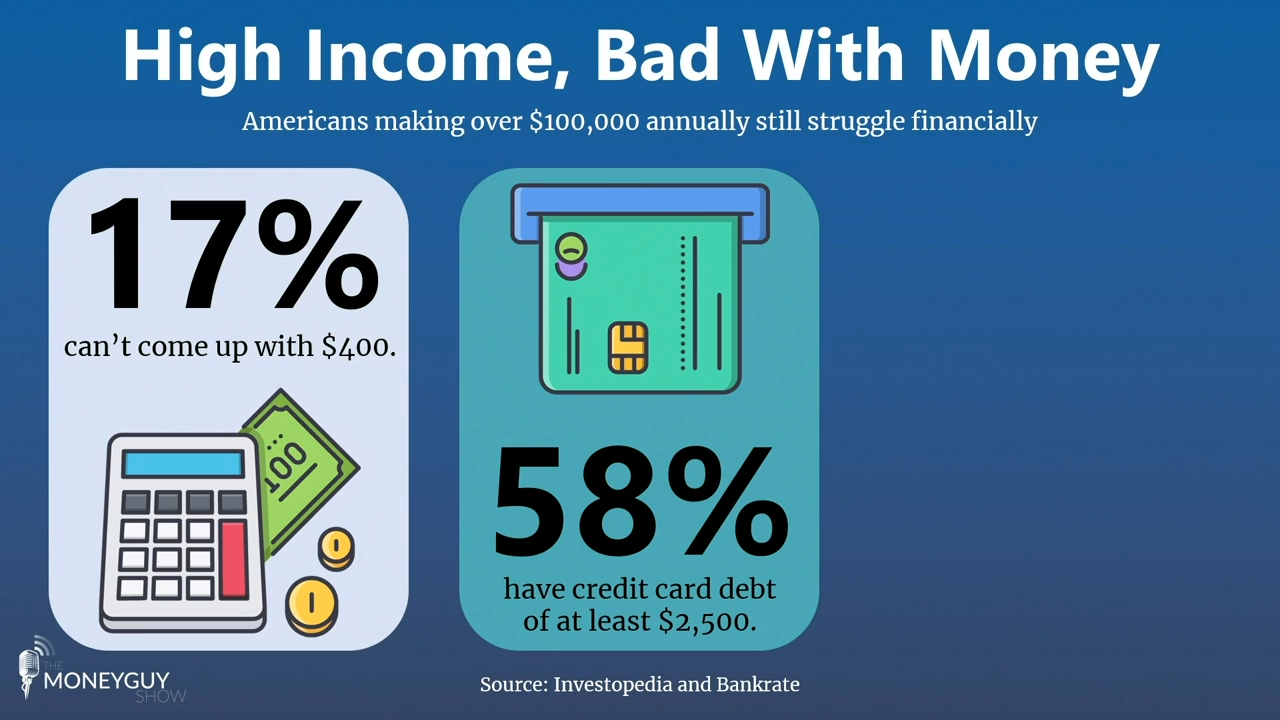 High Income, Bad With Money
Americans making over $100,000 annually still struggle financially
17%
can’t come up with $400.
100
58%
have credit card debt
of at least $2,500.
THE
MONEYGUY
SHOW
Source: Investopedia and Bankrate